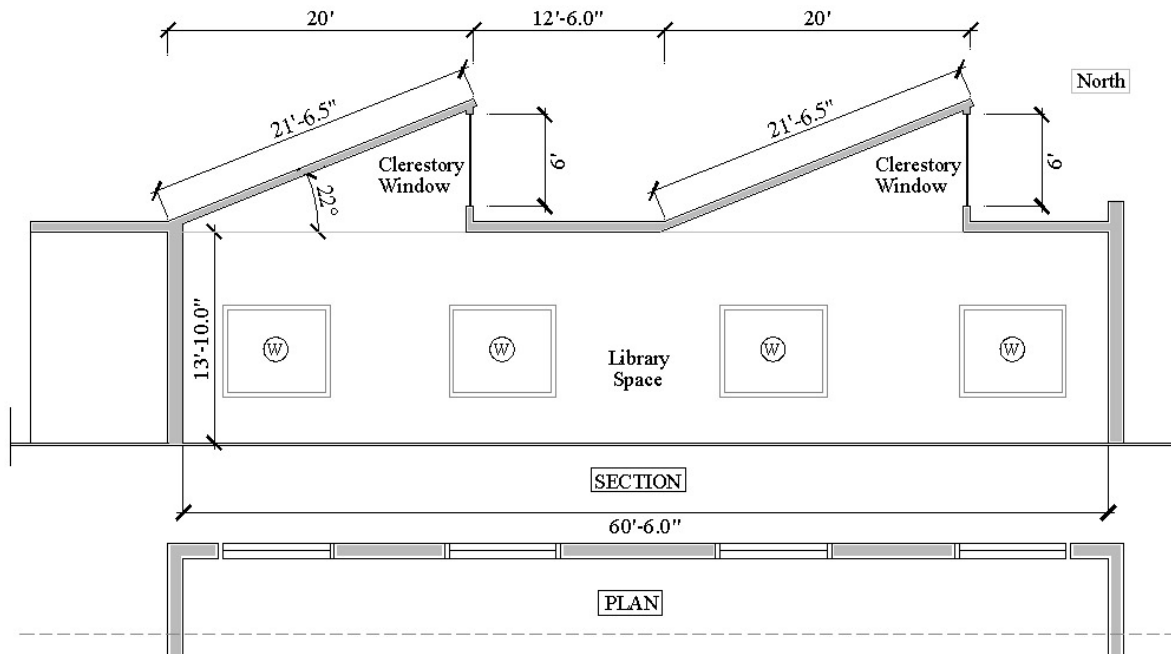 20'
12'-6.0"
20'
North
21'-6.5"
21'-6.5"
Clerestory
Window
6'
Clerestory
Window
6'
22°
13'-10.0"
W
W
W
W
Library
Space
SECTION
60'-6.0"
PLAN